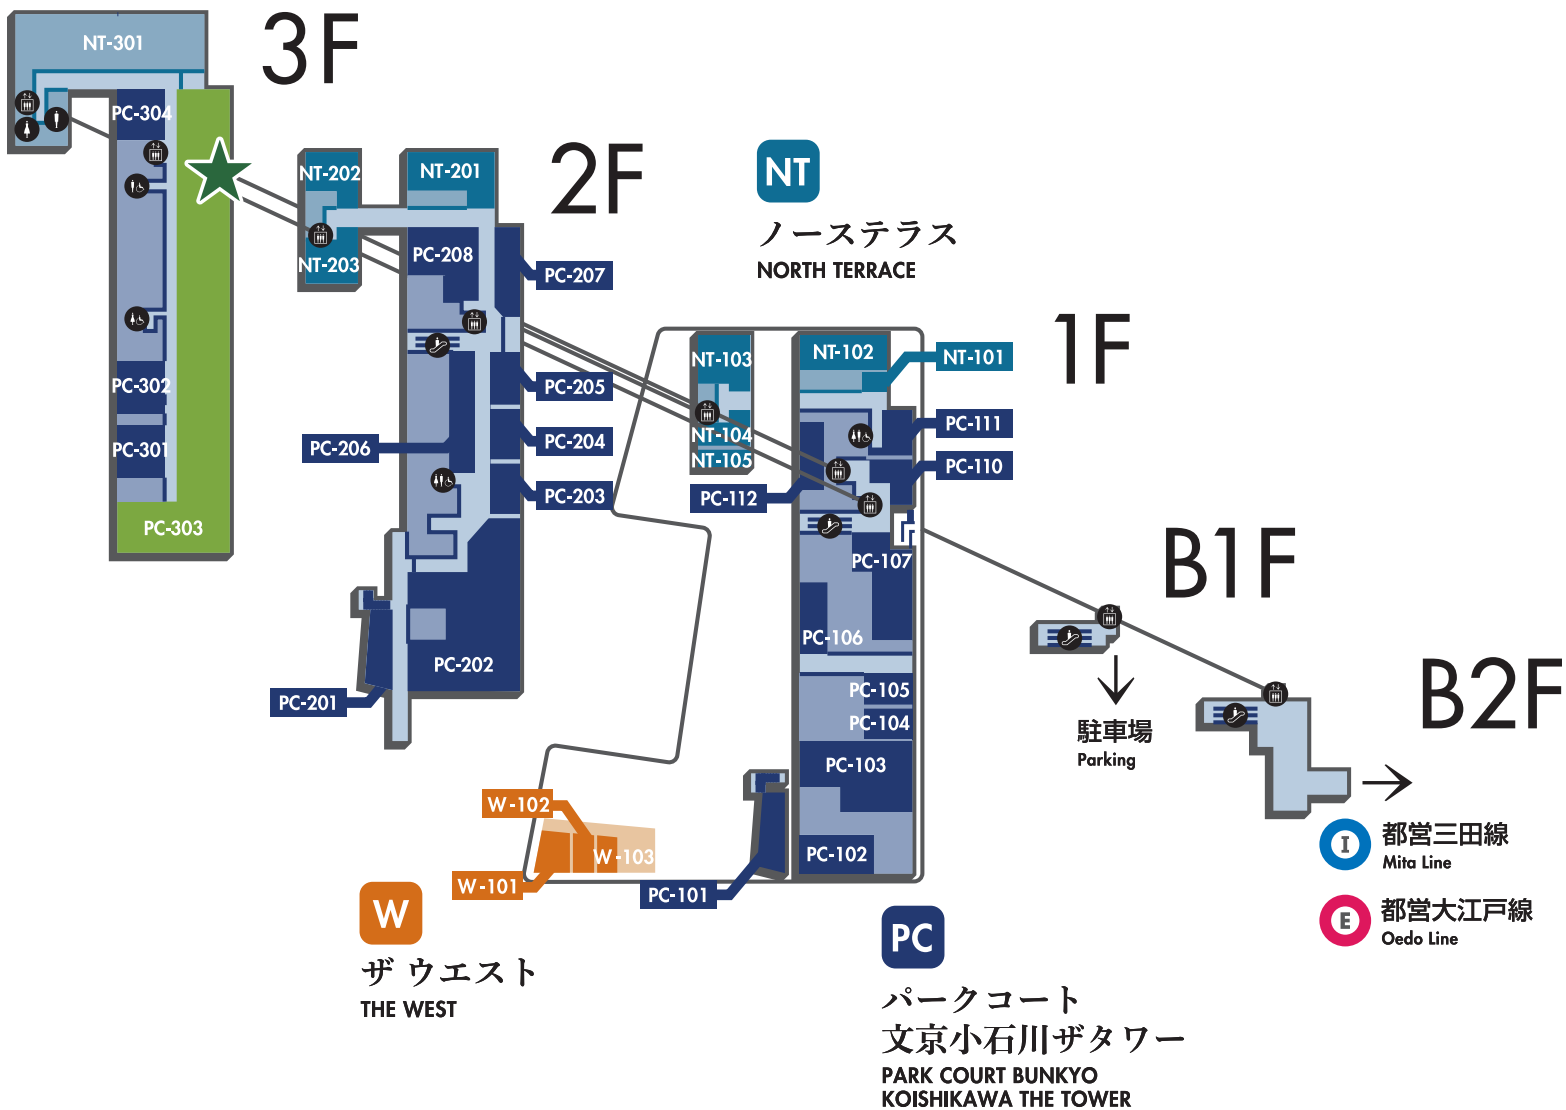 3F
NT-301
PC-304
PC-302
PC-301
PC-303
2F
NT-202
NT-201
NT-203
PC-208
PC-207
PC-205
PC-206
PC-204
PC-203
PC-202
PC-201
NT
ノーステラス
NORTH TERRACE
1F
NT-103
NT-102
NT-101
NT-104
NT-105
PC-111
PC-110
PC-112
PC-107
PC-106
PC-105
PC-104
PC-103
PC-102
PC-101
B1F
駐車場
Parking
B2F
I
都営三田線
Mita Line
E
都営大江戸線
Oedo Line
W-102
W-103
W-101
W
ザ ウエスト
THE WEST
PC
パークコート
文京小石川ザタワー
PARK COURT BUNKYO
KOISHIKAWA THE TOWER